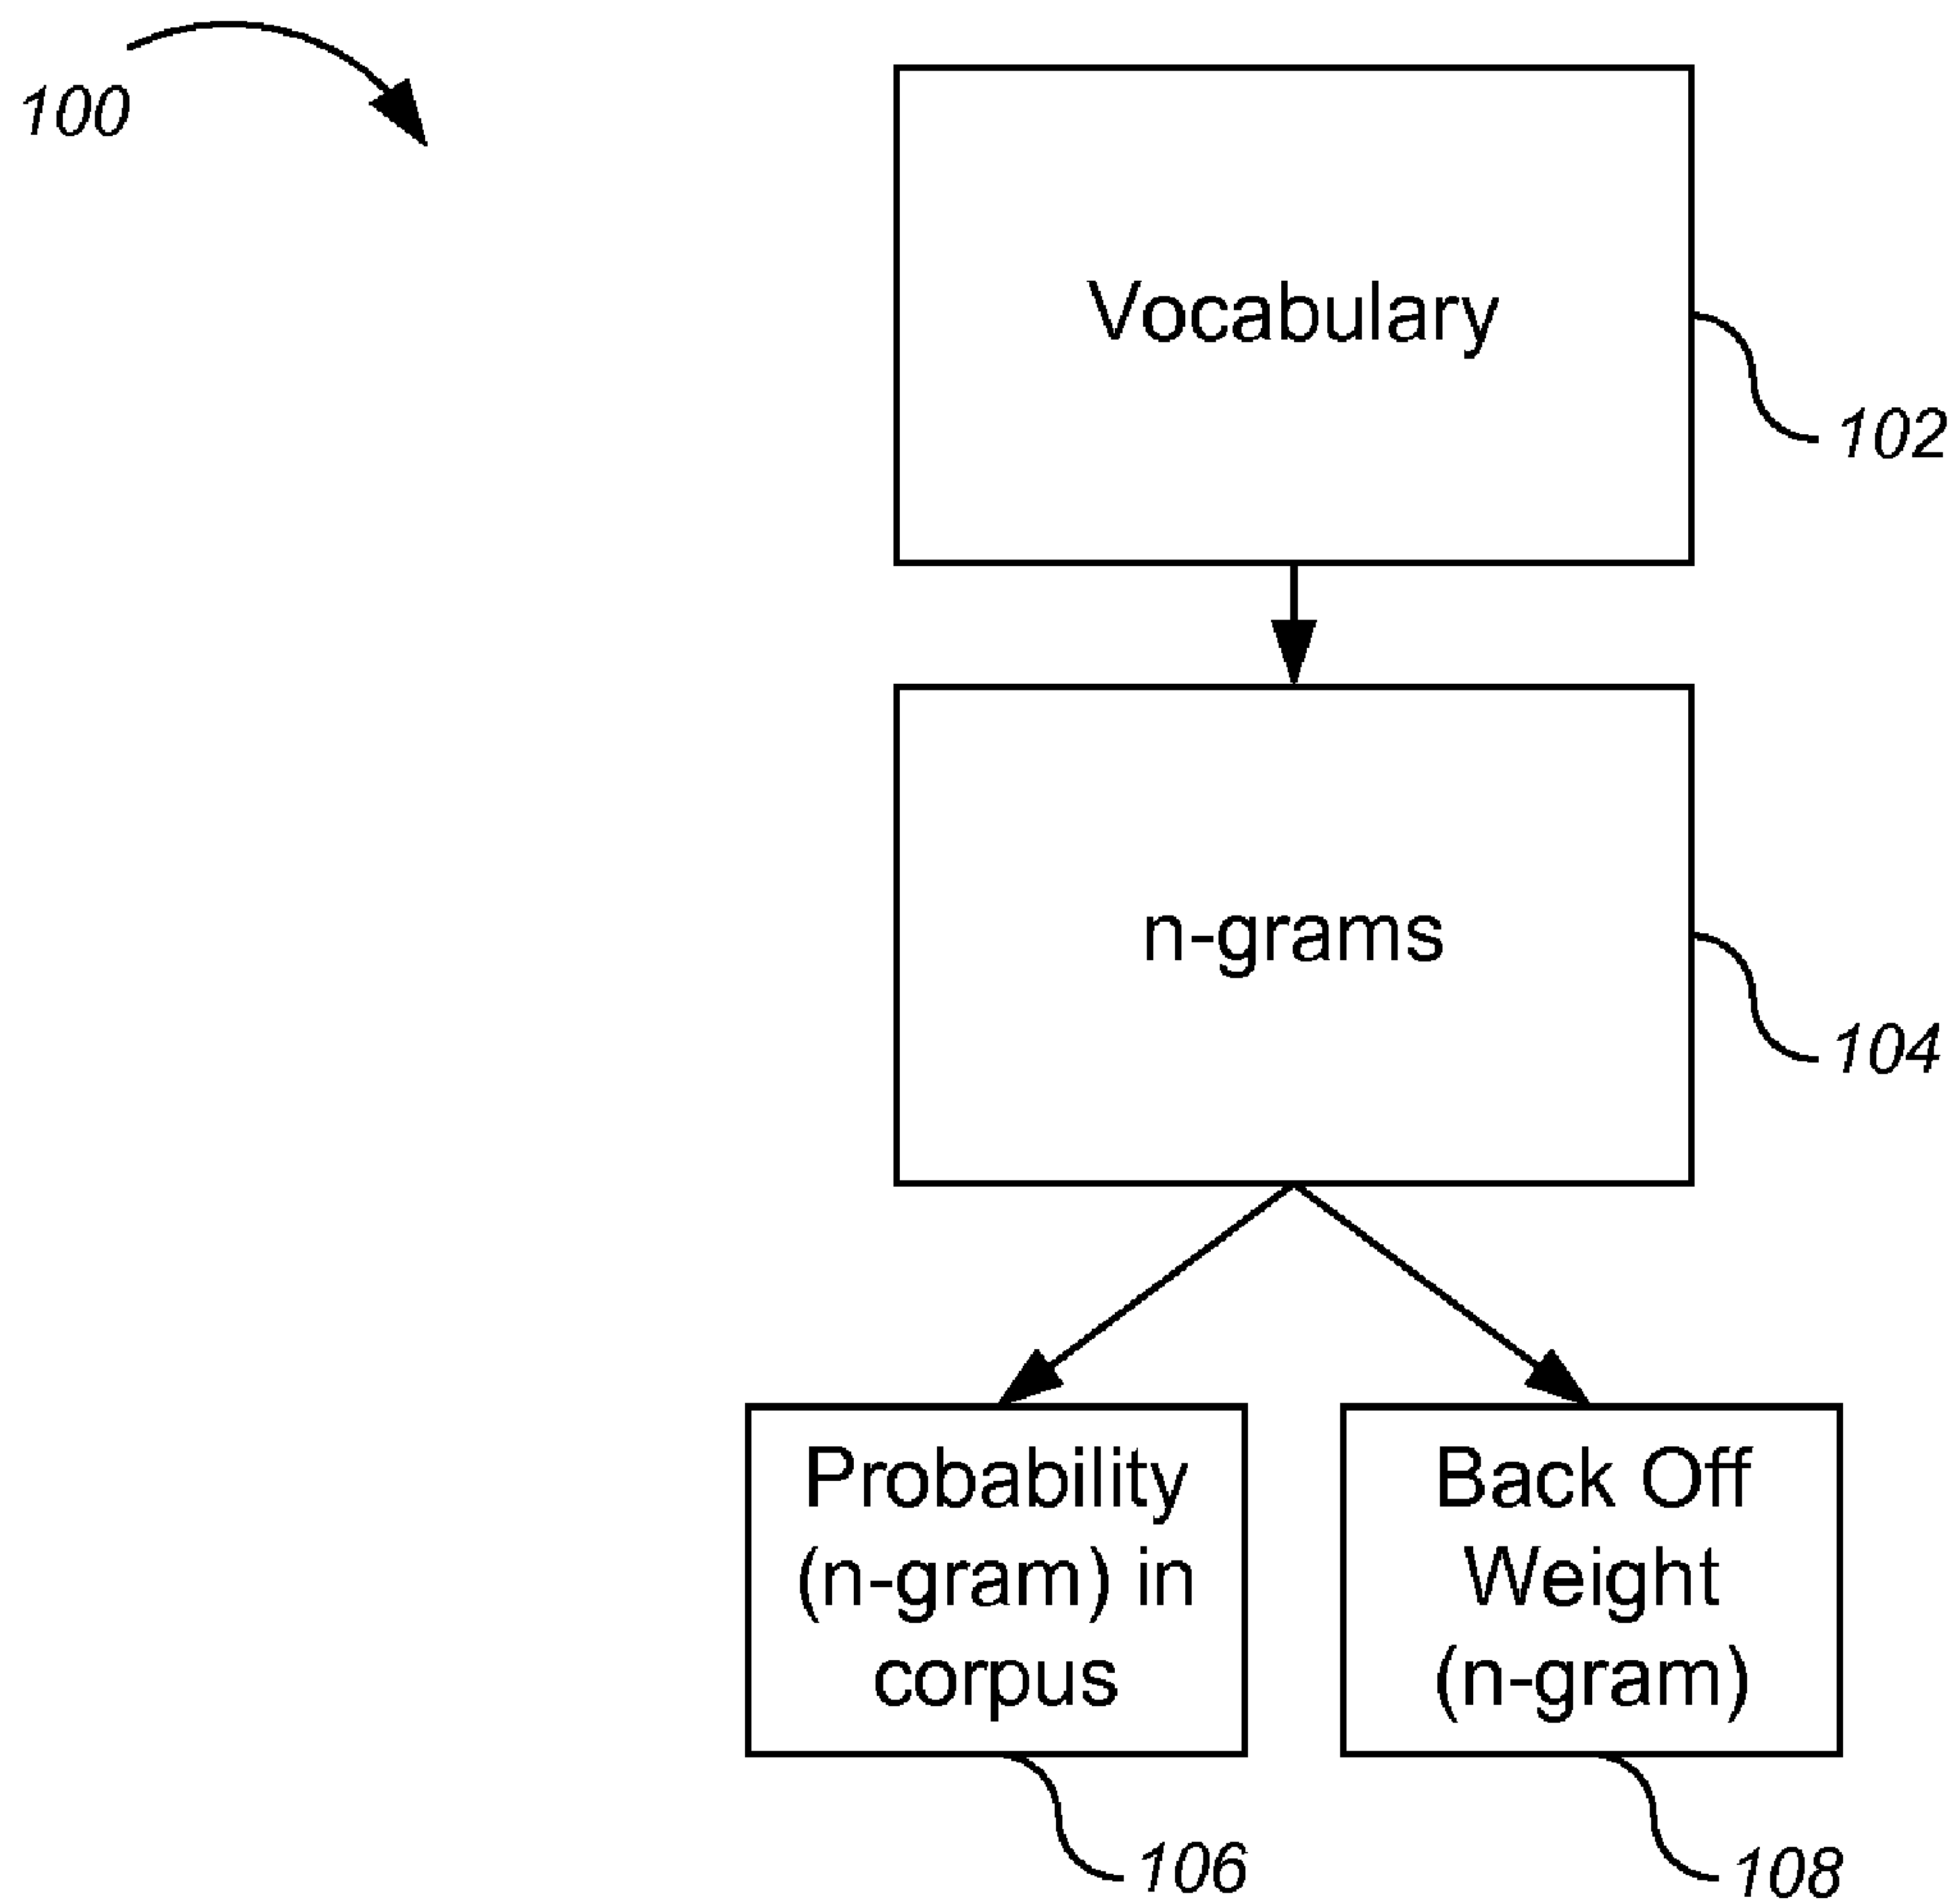 100
Vocabulary
102
n-grams
104
Probability
(n-gram) in
corpus
Back Off
Weight
(n-gram)
106
108